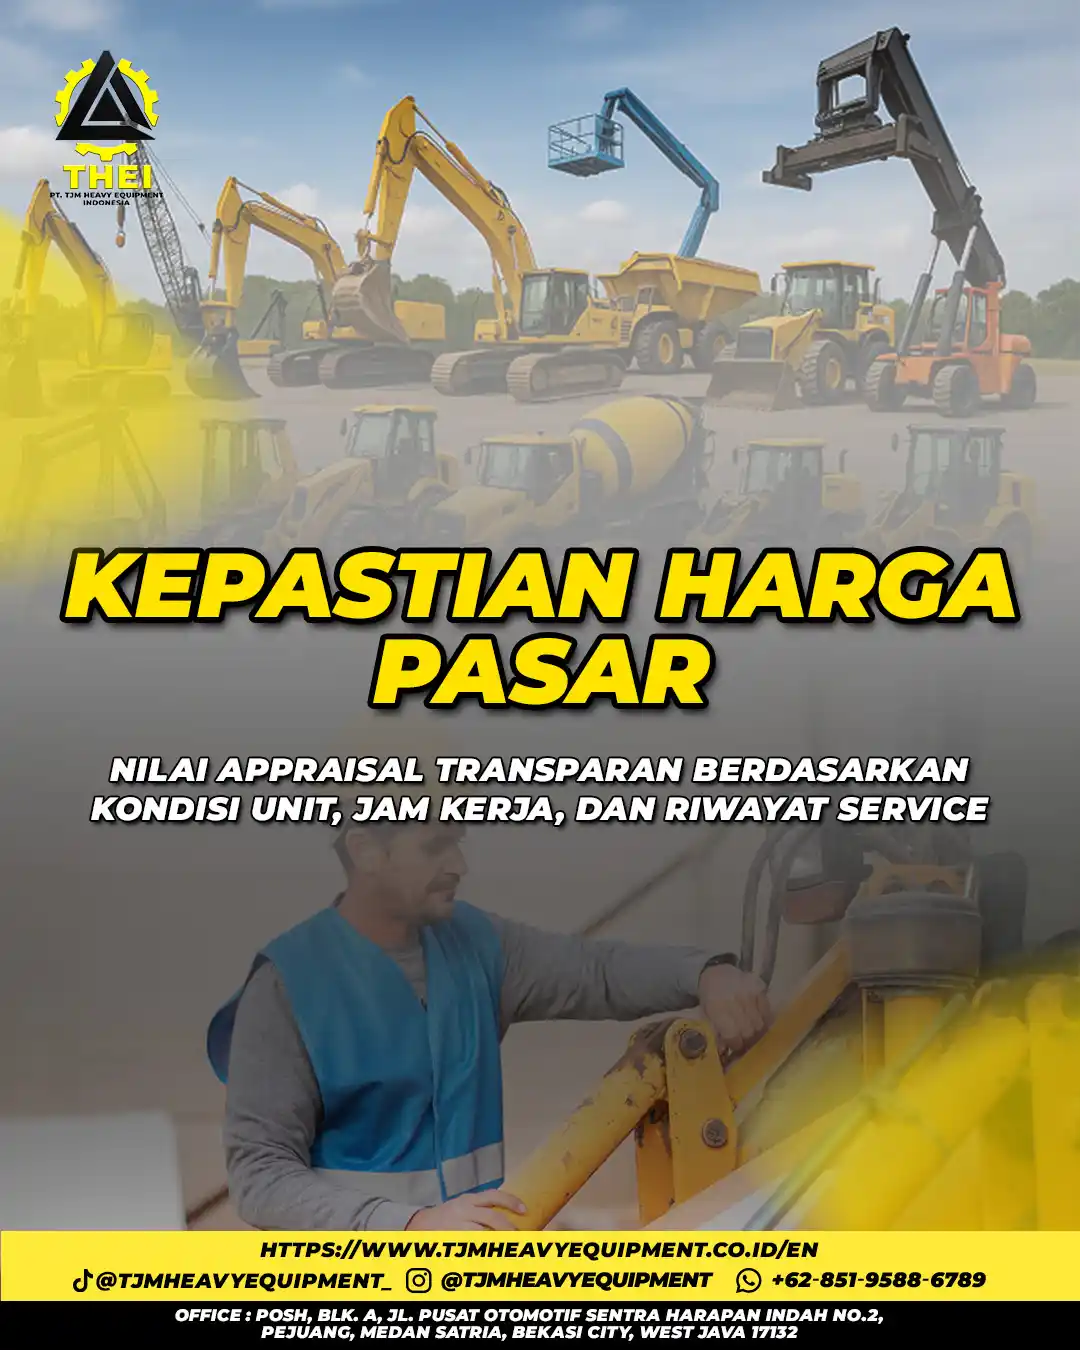 THEI
PT. TJM HEAVY EQUIPMENT
INDONESIA
KEPASTIAN HARGA
PASAR
NILAI APPRAISAL TRANSPARAN BERDASARKAN
KONDISI UNIT, JAM KERJA, DAN RIWAYAT SERVICE
HTTPS://WWW.TJMHEAVYEQUIPMENT.CO.ID/EN
@TJMHEAVYEQUIPMENT_ @TJMHEAVYEQUIPMENT +62-851-9588-6789
OFFICE : POSH, BLK. A, JL. PUSAT OTOMOTIF SENTRA HARAPAN INDAH NO.2,
PEJUANG, MEDAN SATRIA, BEKASI CITY, WEST JAVA 17132